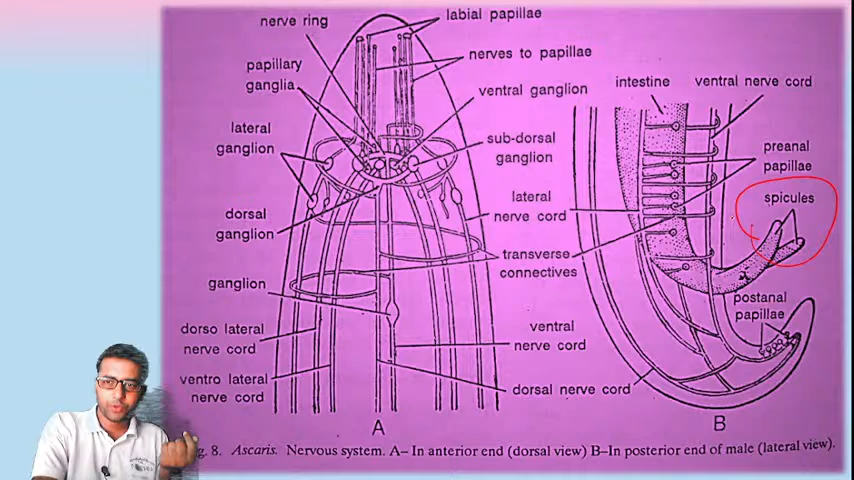 nerve ring
labial papillae
papillary
ganglia
nerves to papillae
ventral ganglion
lateral
ganglion
sub-dorsal
ganglion
lateral
nerve cord
dorsal
ganglion
transverse
connectives
ganglion
dorso lateral
nerve cord
ventral
nerve cord
ventro lateral
nerve cord
dorsal nerve cord
A
intestine
ventral nerve cord
preanal
papillae
spicules
postanal
papillae
B
g. 8. Ascaris. Nervous system. A– In anterior end (dorsal view) B–In posterior end of male (lateral view).